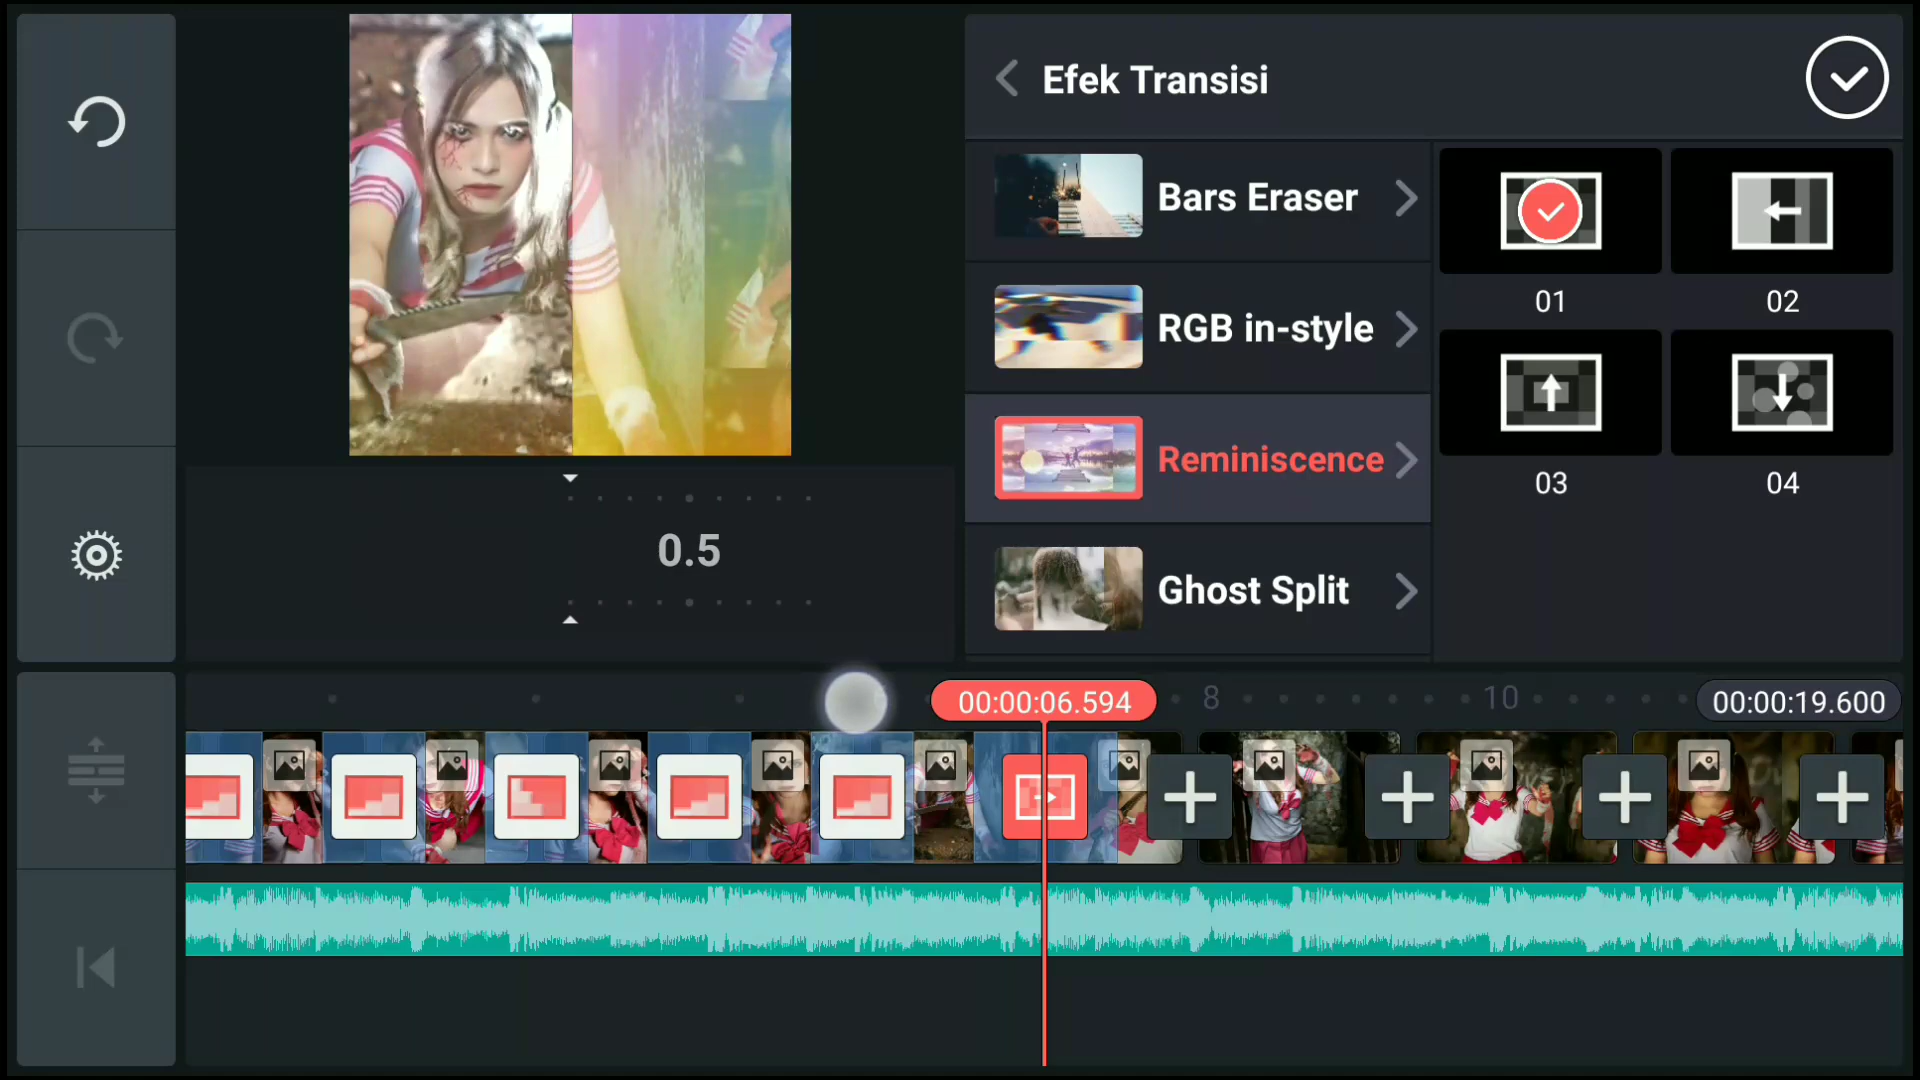 Efek Transisi
Bars Eraser
RGB in-style
Reminiscence
Ghost Split
01
02
03
04
0.5
00:00:06.594
8
10
00:00:19.600